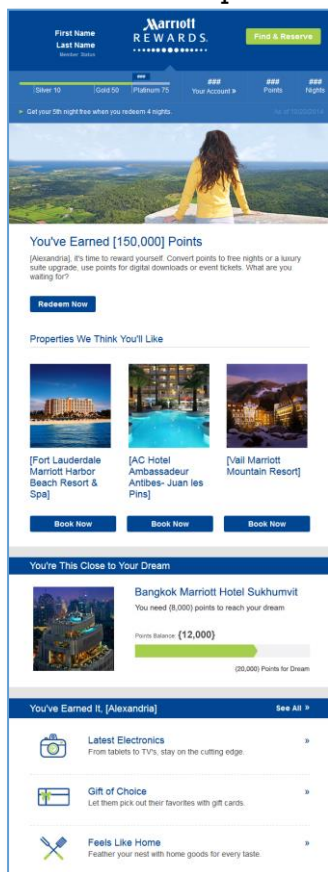 First Name
Last Name
Member Status
Marriott
REWARDS.
Find & Reserve
###
Silver 10
Gold 50
Platinum 75
###
Your Account »
###
Points
###
Nights
► Get your 5th night free when you redeem 4 nights.
You've Earned [150,000] Points
[Alexandria], it's time to reward yourself. Convert points to free nights or a luxury
suite upgrade, use points for digital downloads or event tickets. What are you
waiting for?
Redeem Now
Properties We Think You'll Like
[Fort Lauderdale
Marriott Harbor
Beach Resort &
Spa]
[AC Hotel
Ambassadeur
Antibes- Juan les
Pins]
[Vail Marriott
Mountain Resort]
Book Now
Book Now
Book Now
You're This Close to Your Dream
Bangkok Marriott Hotel Sukhumvit
You need {8,000} points to reach your dream
Points Balance: {12,000}
{20,000} Points for Dream
You've Earned It, [Alexandria]
See All »
Latest Electronics »
From tablets to TV's, stay on the cutting edge.
Gift of Choice »
Let them pick out their favorites with gift cards.
Feels Like Home »
Feather your nest with home goods for every taste.